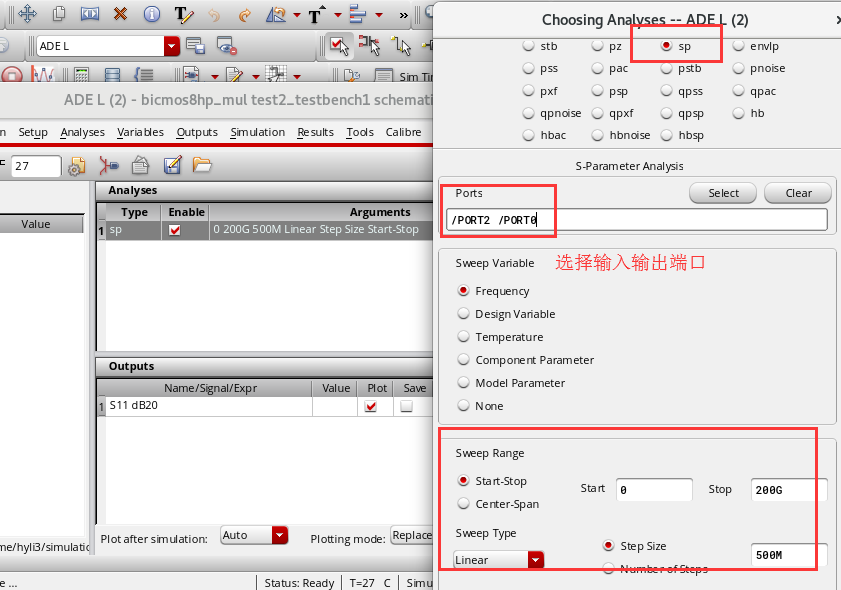 Choosing Analyses -- ADE L (2)
ADE L
»
Sim Tim
ADE L (2) - bicmos8hp_mul test2_testbench1 schemati
n Setup Analyses Variables Outputs Simulation Results Tools Calibre
27
Value
Analyses
Type Enable Arguments
1 sp 0 200G 500M Linear Step Size Start-Stop
Outputs
Name/Signal/Expr Value Plot Save
1 S11 dB20
Plot after simulation: Auto Plotting mode: Replace
me/hyli3/simulatio
e ... Status: Ready T=27 C Simu
stb pz sp envlp
pss pac pstb pnoise
pxf psp qpss qpac
qpnoise qpxf qpsp hb
hbac hbnoise hbsp
S-Parameter Analysis
Ports Select Clear
/PORT2 /PORT0
Sweep Variable 选择输入输出端口
Frequency
Design Variable
Temperature
Component Parameter
Model Parameter
None
Sweep Range
Start-Stop Start 0 Stop 200G
Center-Span
Sweep Type
Linear Step Size 500M
Number of Steps